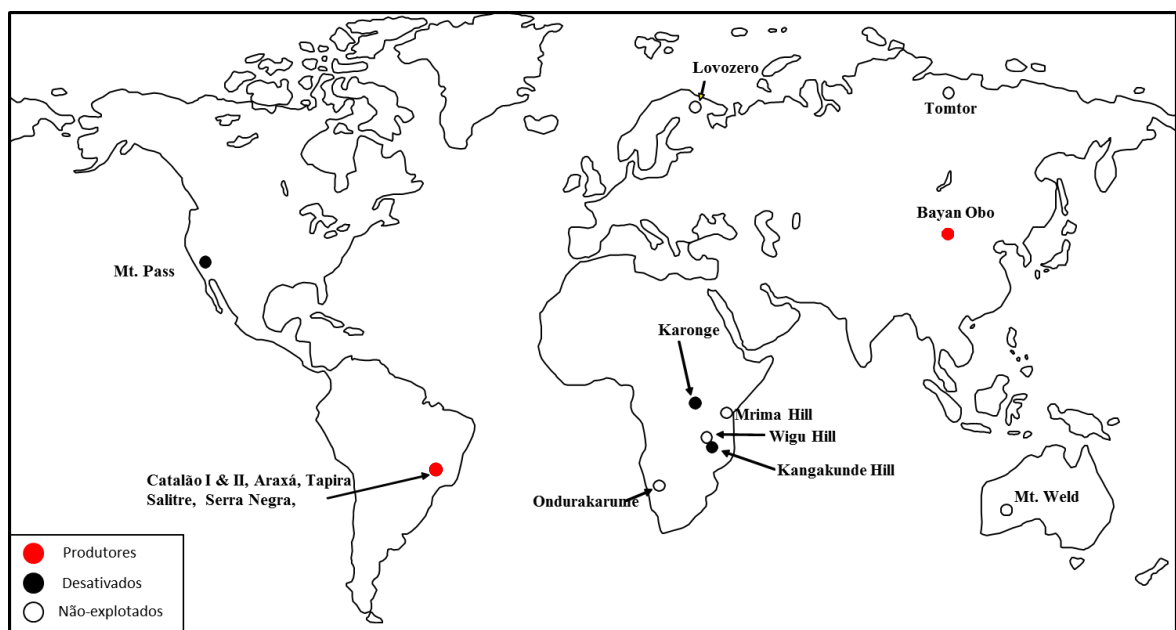 Lovozero
Tomtor
Bayan Obo
Mt. Pass
Karonge
Mrima Hill
Wigu Hill
Catalão I & II, Araxá, Tapira
Salitre, Serra Negra,
Kangakunde Hill
Ondurakarume
Mt. Weld
Produtores
Desativados
Não-explotados